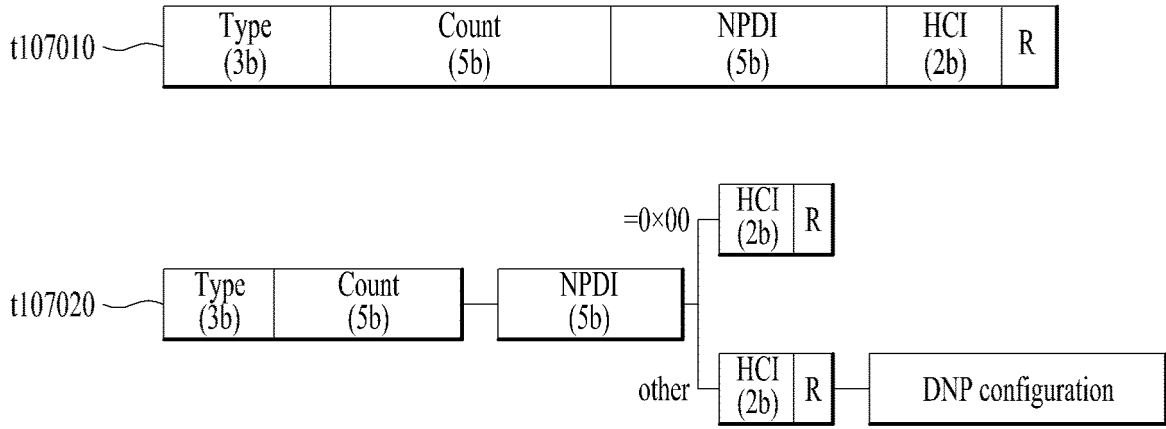 t107010
Type Count NPDI HCI R
(3b) (5b) (5b) (2b)
=0×00
HCI R
(2b)
t107020
Type Count NPDI
(3b) (5b) (5b)
other
HCI R DNP configuration
(2b)